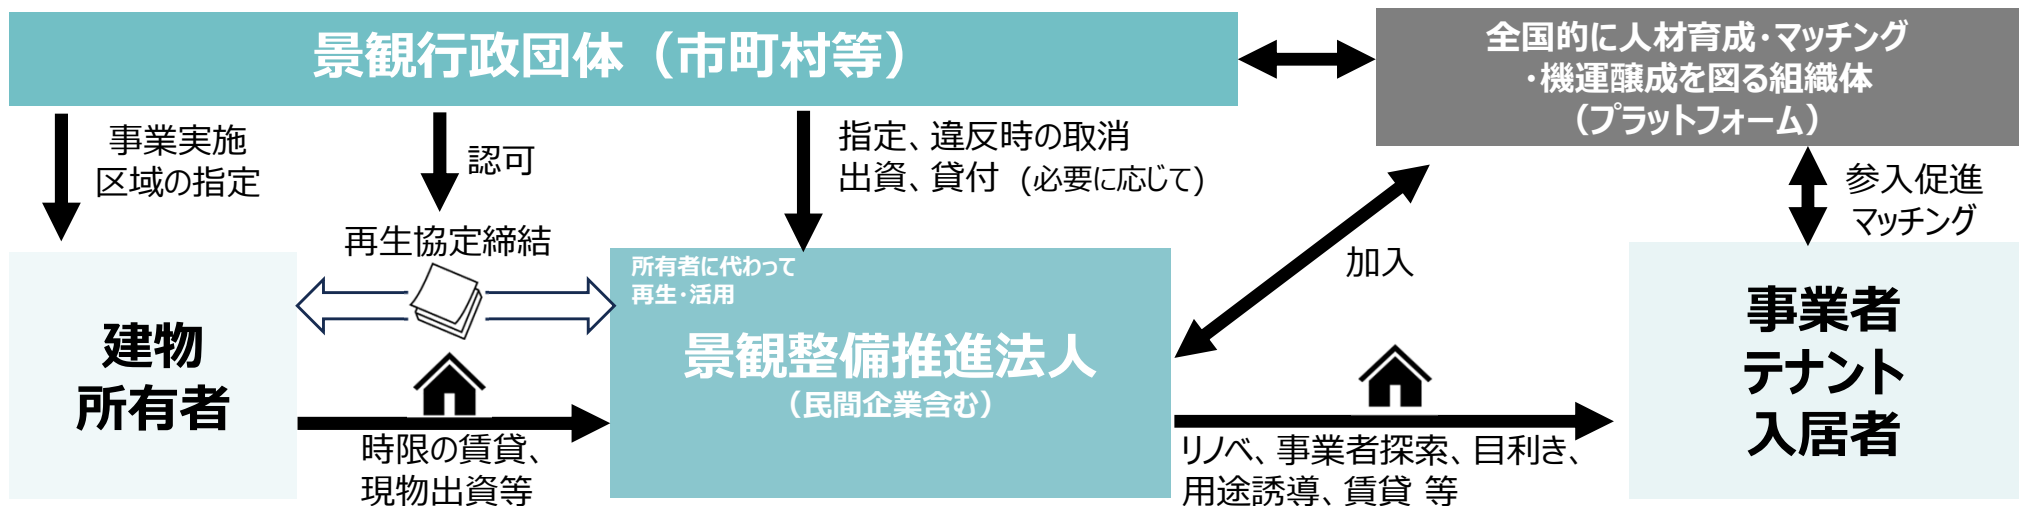 景観行政団体（市町村等）
全国的に人材育成・マッチング
・機運醸成を図る組織体
（プラットフォーム）
事業実施
区域の指定
認可
指定、違反時の取消
出資、貸付 (必要に応じて)
参入促進
マッチング
再生協定締結
加入
建物
所有者
所有者に代わって
再生・活用
景観整備推進法人
（民間企業含む）
事業者
テナント
入居者
時限の賃貸、
現物出資等
リノベ、事業者探索、目利き、
用途誘導、賃貸 等